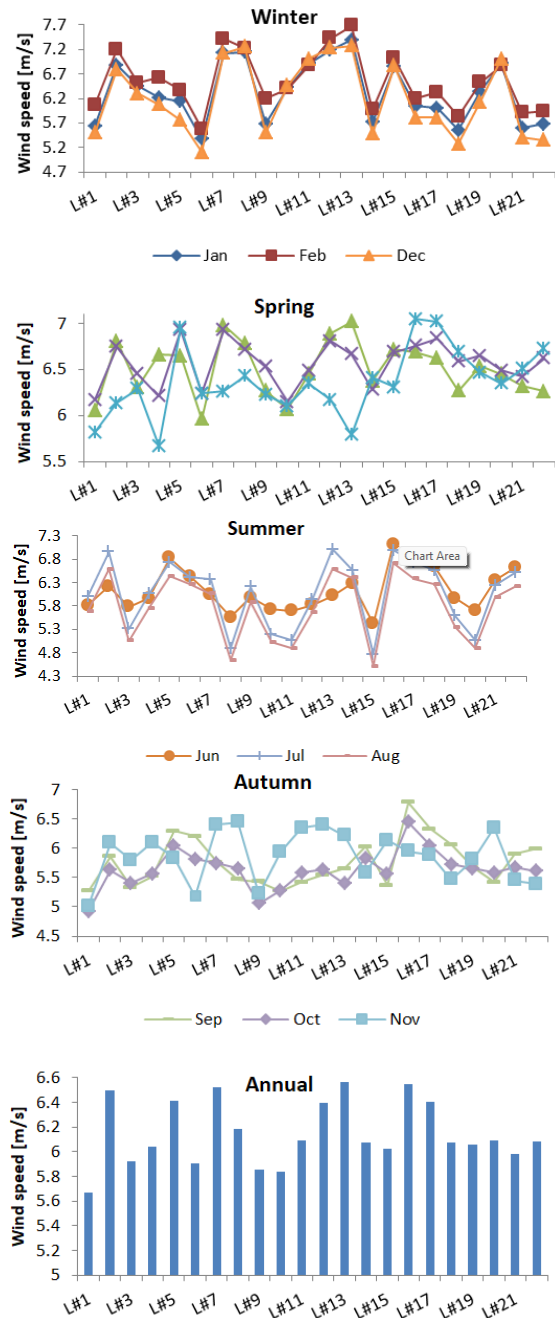 Winter
Wind speed [m/s]
7.7
7.2
6.7
6.2
5.7
5.2
4.7
L#1 L#3 L#5 L#7 L#9 L#11 L#13 L#15 L#17 L#19 L#21
Jan Feb Dec
Spring
Wind speed [m/s]
7
6.5
6
5.5
L#1 L#3 L#5 L#7 L#9 L#11 L#13 L#15 L#17 L#19 L#21
Summer
Wind speed [m/s]
7.3
6.8
6.3
5.8
5.3
4.8
4.3
Chart Area
L#1 L#3 L#5 L#7 L#9 L#11 L#13 L#15 L#17 L#19 L#21
Jun Jul Aug
Autumn
Wind speed [m/s]
7
6.5
6
5.5
5
4.5
L#1 L#3 L#5 L#7 L#9 L#11 L#13 L#15 L#17 L#19 L#21
Sep Oct Nov
Annual
Wind speed [m/s]
6.6
6.4
6.2
6
5.8
5.6
5.4
5.2
5
L#1 L#3 L#5 L#7 L#9 L#11 L#13 L#15 L#17 L#19 L#21